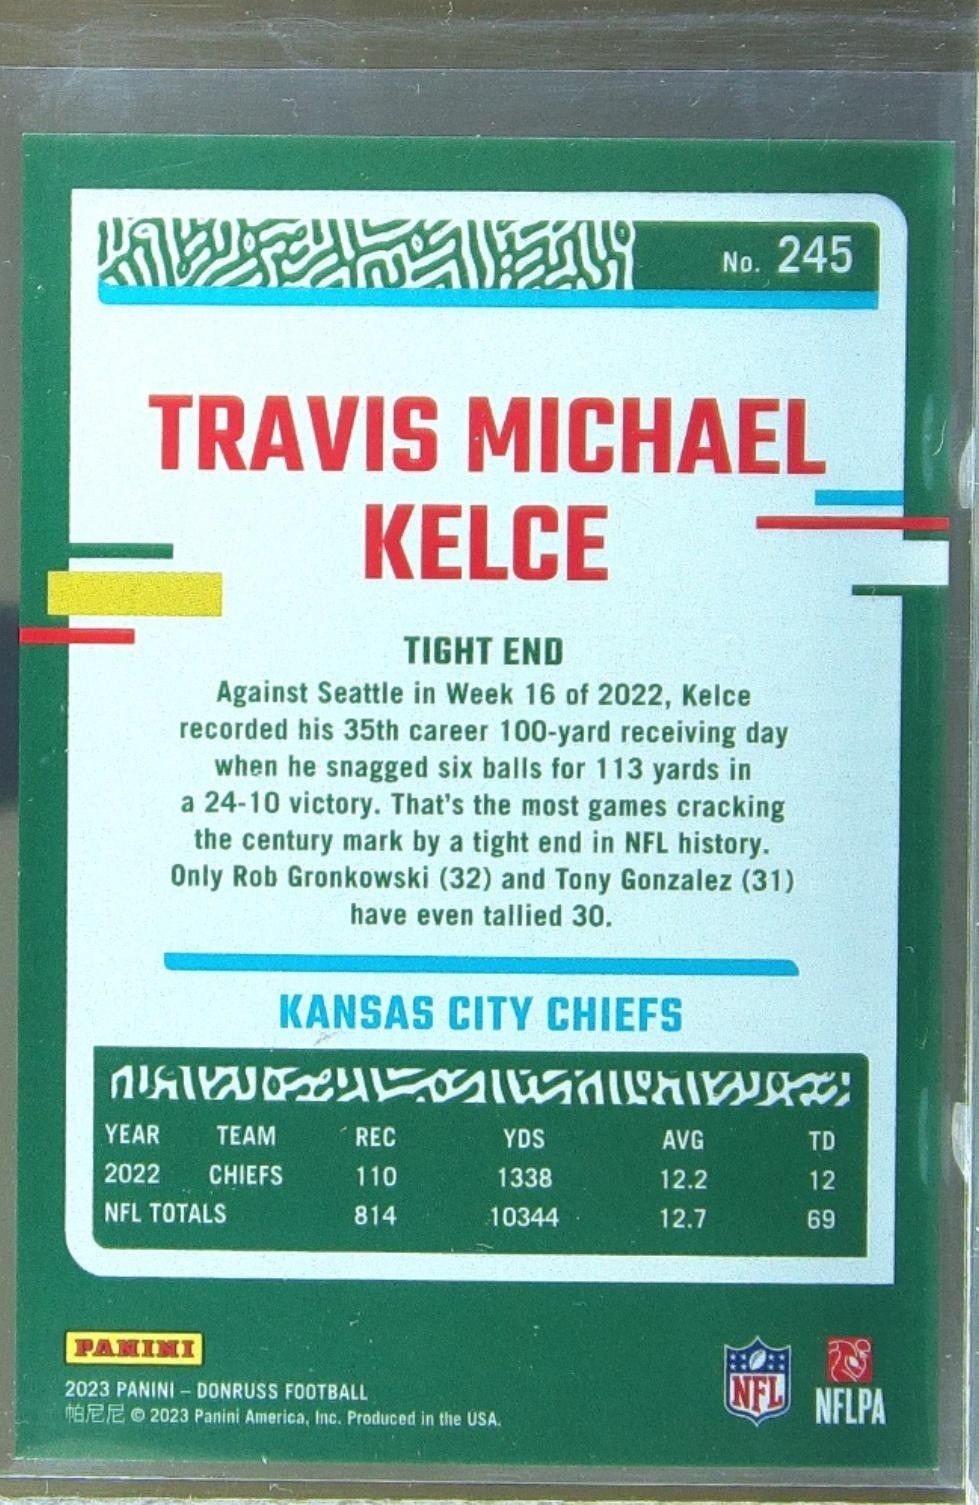 No. 245
TRAVIS MICHAEL
KELCE
TIGHT END
Against Seattle in Week 16 of 2022, Kelce
recorded his 35th career 100-yard receiving day
when he snagged six balls for 113 yards in
a 24-10 victory. That's the most games cracking
the century mark by a tight end in NFL history.
Only Rob Gronkowski (32) and Tony Gonzalez (31)
have even tallied 30.
KANSAS CITY CHIEFS
YEAR TEAM REC YDS AVG TD
2022 CHIEFS 110 1338 12.2 12
NFL TOTALS 814 10344 12.7 69
PANINI
2023 PANINI – DONRUSS FOOTBALL
帕尼尼 © 2023 Panini America, Inc. Produced in the USA.
NFL
NFLPA